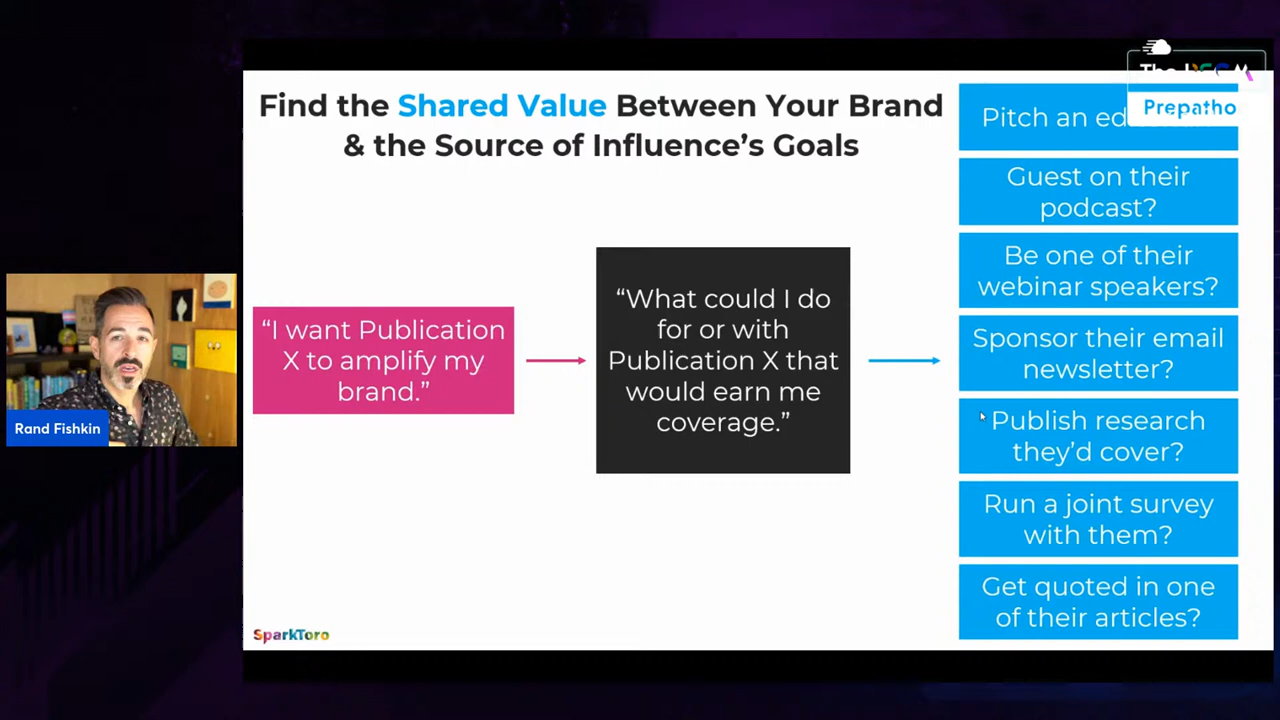 Find the Shared Value Between Your Brand
& the Source of Influence's Goals
“I want Publication
X to amplify my
brand.”
“What could I do
for or with
Publication X that
would earn me
coverage.”
Pitch an
Prepatho
Guest on their
podcast?
Be one of their
webinar speakers?
Sponsor their email
newsletter?
Publish research
they'd cover?
Run a joint survey
with them?
Get quoted in one
of their articles?
Rand Fishkin
SparkToro